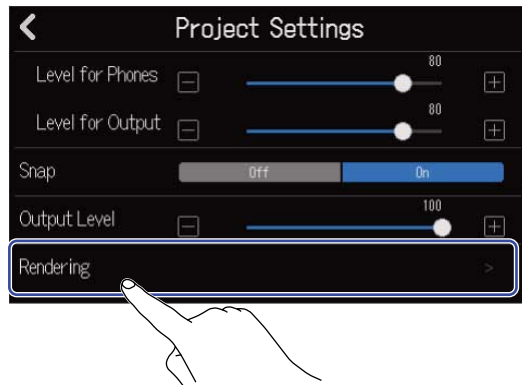 Project Settings
80
Level for Phones
80
Level for Output
Snap Off On
100
Output Level
Rendering >